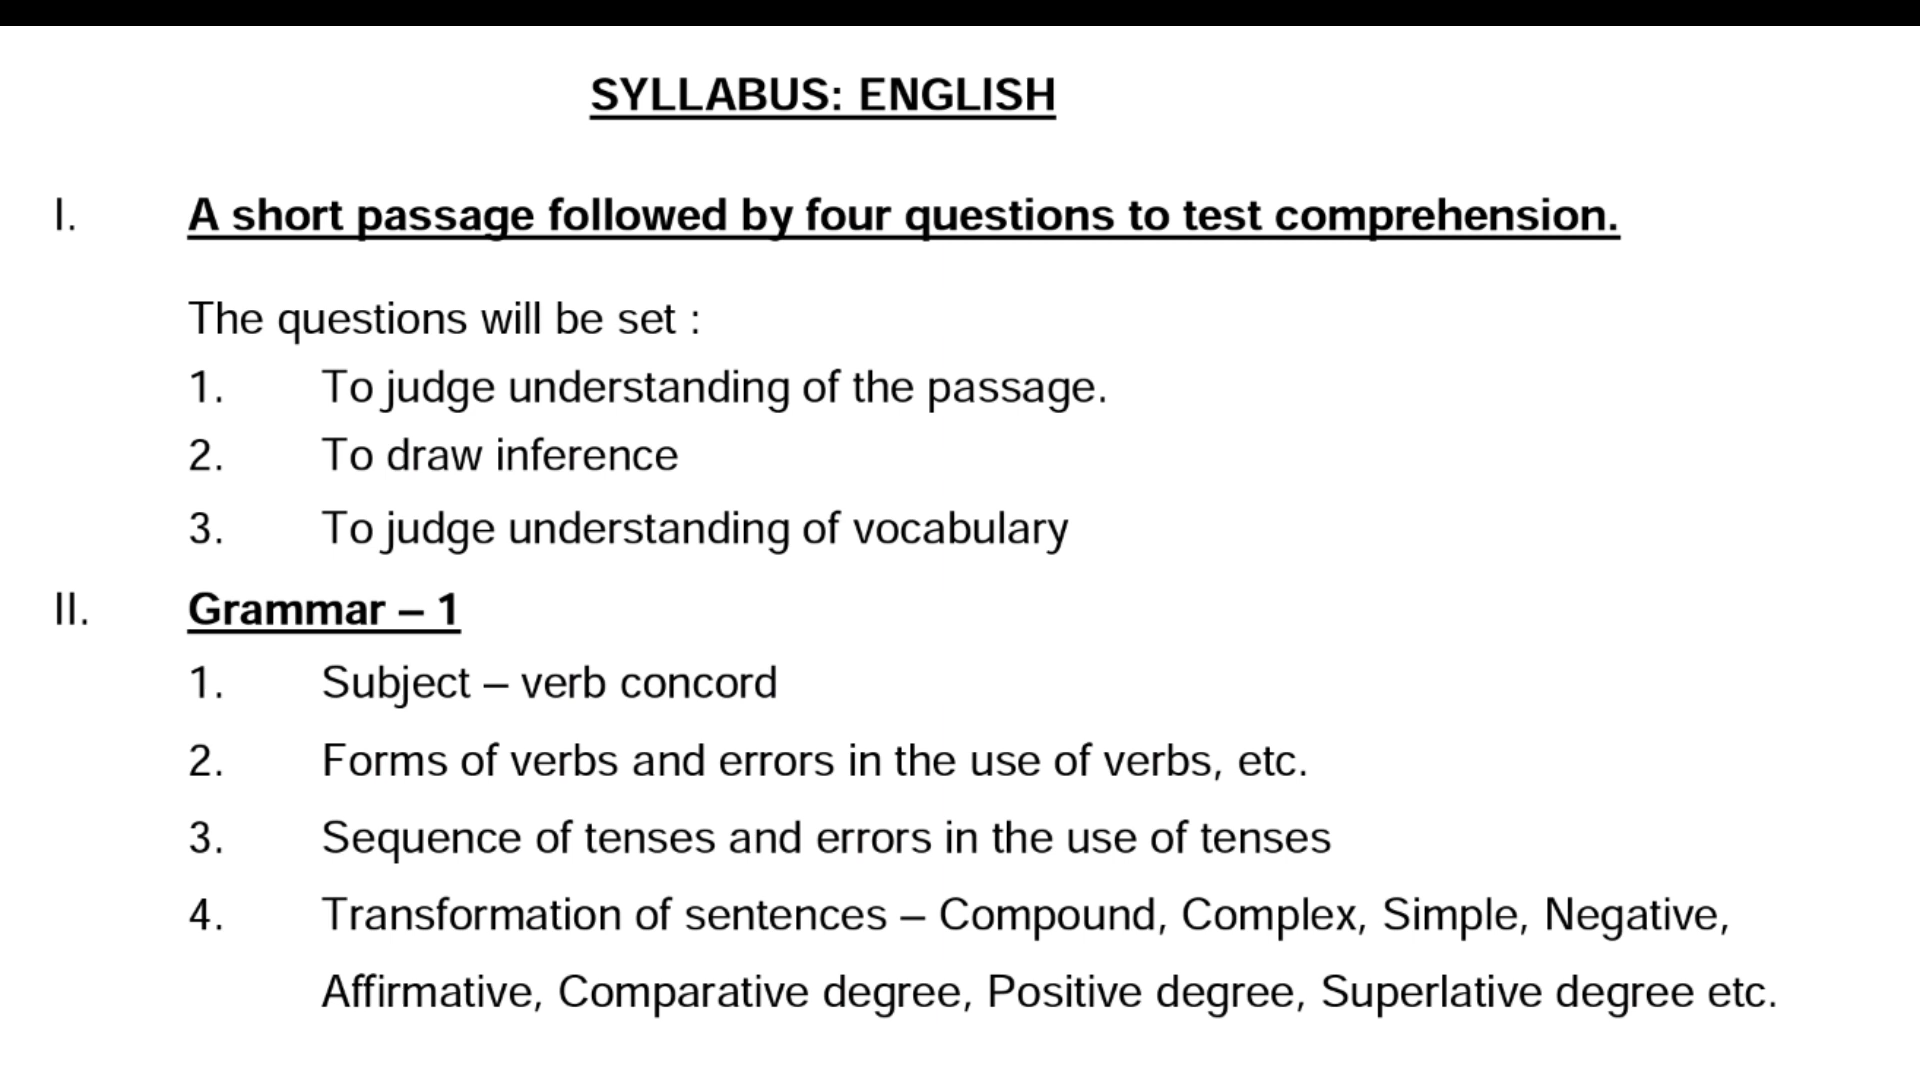 SYLLABUS: ENGLISH
I. A short passage followed by four questions to test comprehension.
The questions will be set :
1. To judge understanding of the passage.
2. To draw inference
3. To judge understanding of vocabulary
II. Grammar – 1
1. Subject – verb concord
2. Forms of verbs and errors in the use of verbs, etc.
3. Sequence of tenses and errors in the use of tenses
4. Transformation of sentences – Compound, Complex, Simple, Negative,
Affirmative, Comparative degree, Positive degree, Superlative degree etc.